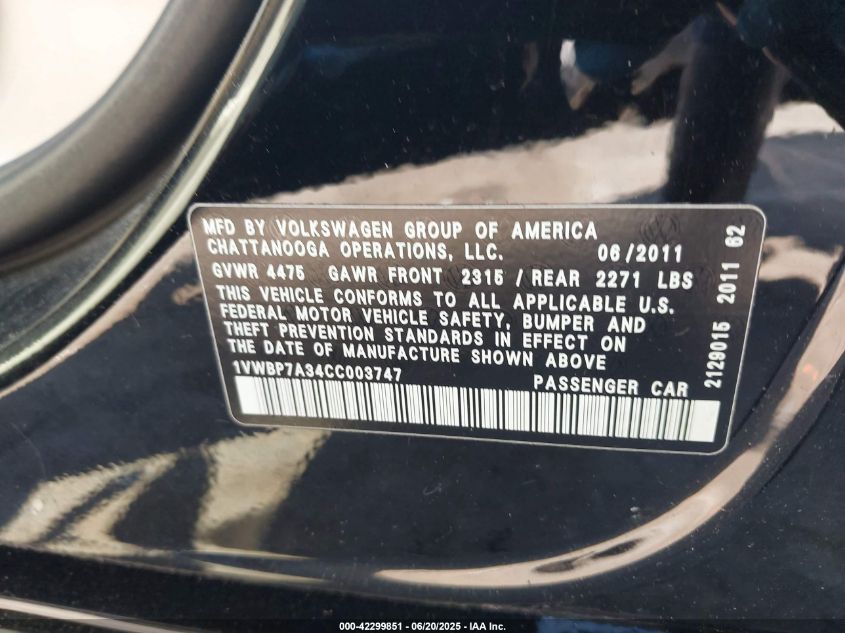 MFD BY VOLKSWAGEN GROUP OF AMERICA
CHATTANOOGA OPERATIONS, LLC. 06/2011
GVWR 4475 GAWR FRONT 2315 / REAR 2271 LBS
THIS VEHICLE CONFORMS TO ALL APPLICABLE U.S.
FEDERAL MOTOR VEHICLE SAFETY, BUMPER AND
THEFT PREVENTION STANDARDS IN EFFECT ON
THE DATE OF MANUFACTURE SHOWN ABOVE
1VWBP7A34CC003747 PASSENGER CAR
2129015 2011 62
000-42299851 - 06/20/2025 - IAA Inc.